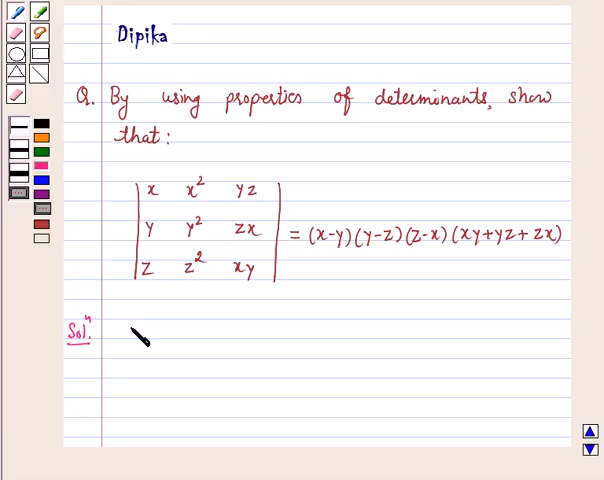 Dipika
Q. By using properties of determinants, show
that:
| x x² yz |
| y y² zx | = (x-y)(y-z)(z-x)(xy+yz+zx)
| z z² xy |
Solⁿ.